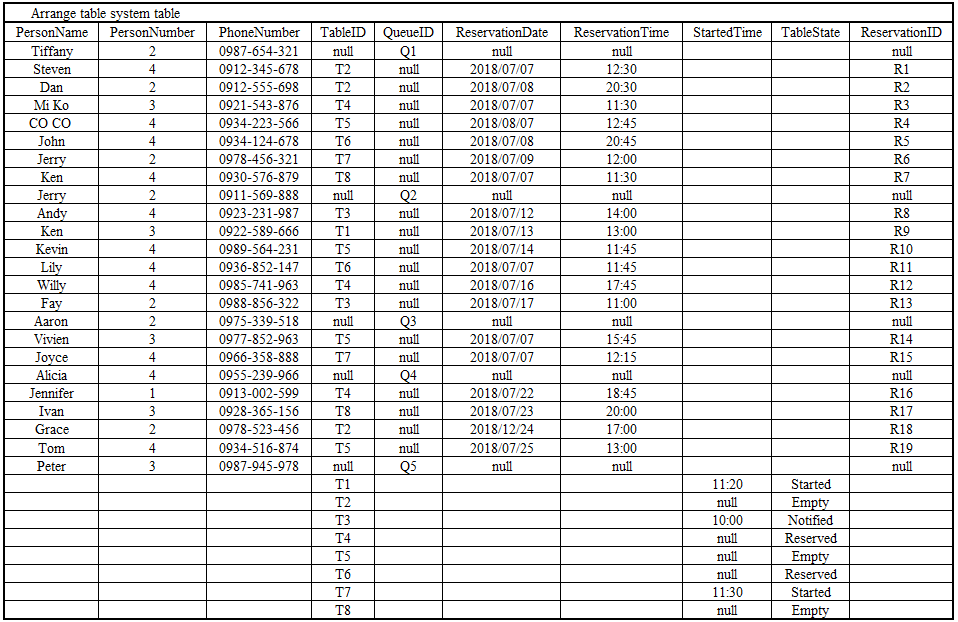 Arrange table system table
PersonName PersonNumber PhoneNumber TableID QueueID ReservationDate ReservationTime StartedTime TableState ReservationID
Tiffany 2 0987-654-321 null Q1 null null null
Steven 4 0912-345-678 T2 null 2018/07/07 12:30 R1
Dan 2 0912-555-698 T2 null 2018/07/08 20:30 R2
Mi Ko 3 0921-543-876 T4 null 2018/07/07 11:30 R3
CO CO 4 0934-223-566 T5 null 2018/08/07 12:45 R4
John 4 0934-124-678 T6 null 2018/07/08 20:45 R5
Jerry 2 0978-456-321 T7 null 2018/07/09 12:00 R6
Ken 4 0930-576-879 T8 null 2018/07/07 11:30 R7
Jerry 2 0911-569-888 null Q2 null null null
Andy 4 0923-231-987 T3 null 2018/07/12 14:00 R8
Ken 3 0922-589-666 T1 null 2018/07/13 13:00 R9
Kevin 4 0989-564-231 T5 null 2018/07/14 11:45 R10
Lily 4 0936-852-147 T6 null 2018/07/07 11:45 R11
Willy 4 0985-741-963 T4 null 2018/07/16 17:45 R12
Fay 2 0988-856-322 T3 null 2018/07/17 11:00 R13
Aaron 2 0975-339-518 null Q3 null null null
Vivien 3 0977-852-963 T5 null 2018/07/07 15:45 R14
Joyce 4 0966-358-888 T7 null 2018/07/07 12:15 R15
Alicia 4 0955-239-966 null Q4 null null null
Jennifer 1 0913-002-599 T4 null 2018/07/22 18:45 R16
Ivan 3 0928-365-156 T8 null 2018/07/23 20:00 R17
Grace 2 0978-523-456 T2 null 2018/12/24 17:00 R18
Tom 4 0934-516-874 T5 null 2018/07/25 13:00 R19
Peter 3 0987-945-978 null Q5 null null null
T1 11:20 Started
T2 null Empty
T3 10:00 Notified
T4 null Reserved
T5 null Empty
T6 null Reserved
T7 11:30 Started
T8 null Empty